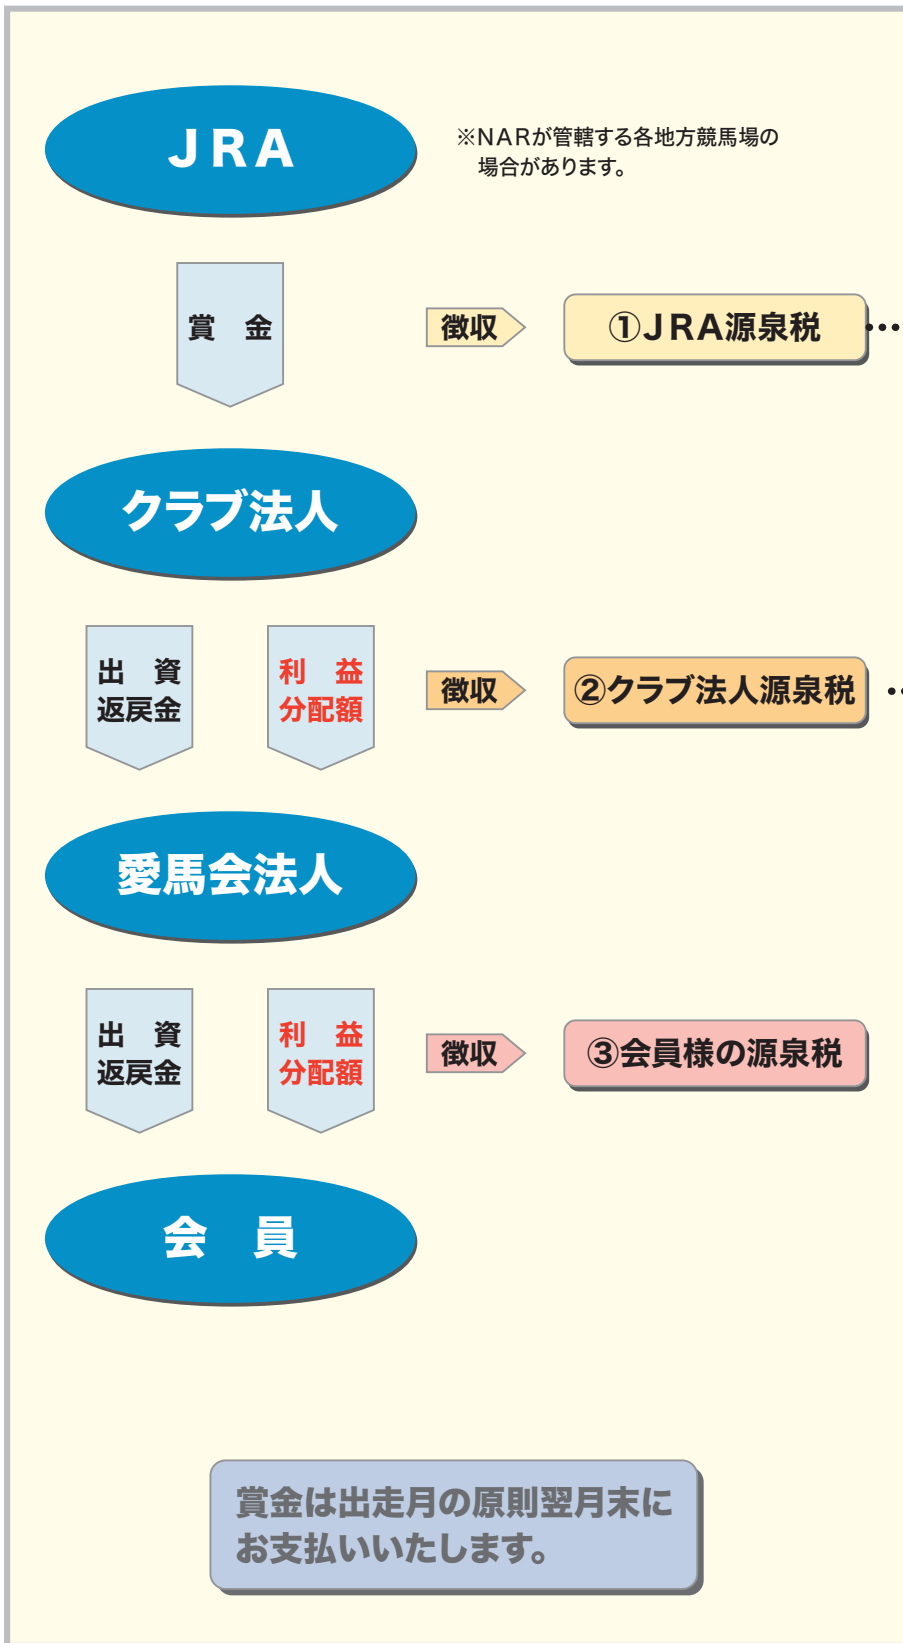 JRA
※NARが管轄する各地方競馬場の
場合があります。
賞 金
徴収
①JRA源泉税
クラブ法人
出 資
返戻金
利 益
分配額
徴収
②クラブ法人源泉税
愛馬会法人
出 資
返戻金
利 益
分配額
徴収
③会員様の源泉税
会 員
賞金は出走月の原則翌月末に
お支払いいたします。